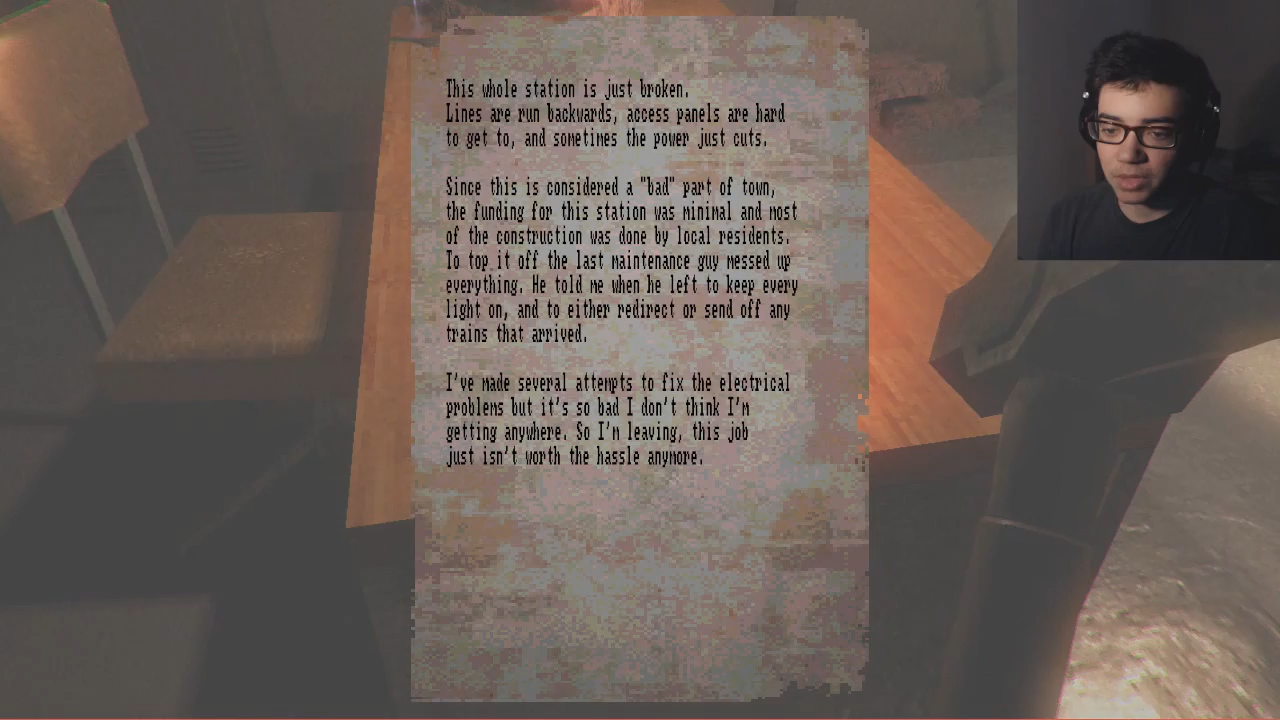 This whole station is just broken.
Lines are run backwards, access panels are hard
to get to, and sometimes the power just cuts.
Since this is considered a "bad" part of town,
the funding for this station was minimal and most
of the construction was done by local residents.
To top it off the last maintenance guy messed up
everything. He told me when he left to keep every
light on, and to either redirect or send off any
trains that arrived.
I've made several attempts to fix the electrical
problems but it's so bad I don't think I'm
getting anywhere. So I'm leaving, this job
just isn't worth the hassle anymore.